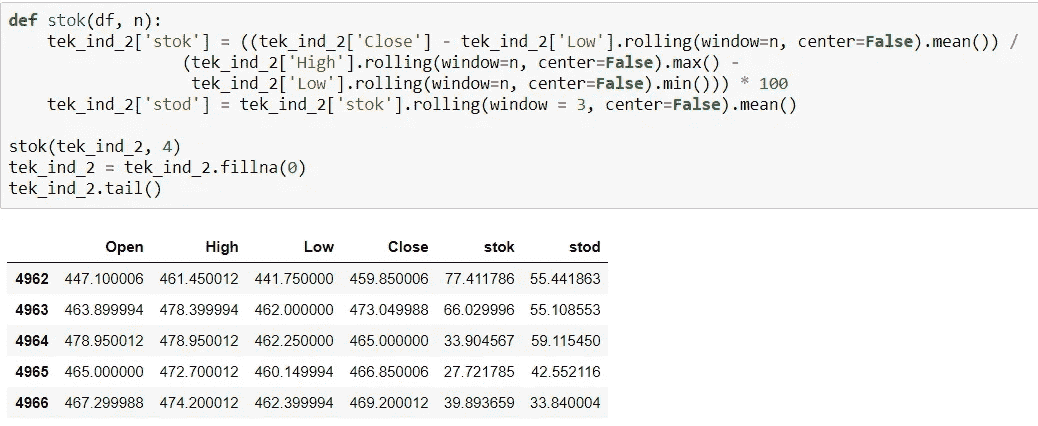 def stok(df, n):
    tek_ind_2['stok'] = ((tek_ind_2['Close'] - tek_ind_2['Low'].rolling(window=n, center=False).mean()) /
                (tek_ind_2['High'].rolling(window=n, center=False).max() -
                 tek_ind_2['Low'].rolling(window=n, center=False).min())) * 100
    tek_ind_2['stod'] = tek_ind_2['stok'].rolling(window = 3, center=False).mean()
stok(tek_ind_2, 4)
tek_ind_2 = tek_ind_2.fillna(0)
tek_ind_2.tail()
Open High Low Close stok stod
4962 447.100006 461.450012 441.750000 459.850006 77.411786 55.441863
4963 463.899994 478.399994 462.000000 473.049988 66.029996 55.108553
4964 478.950012 478.950012 462.250000 465.000000 33.904567 59.115450
4965 465.000000 472.700012 460.149994 466.850006 27.721785 42.552116
4966 467.299988 474.200012 462.399994 469.200012 39.893659 33.840004